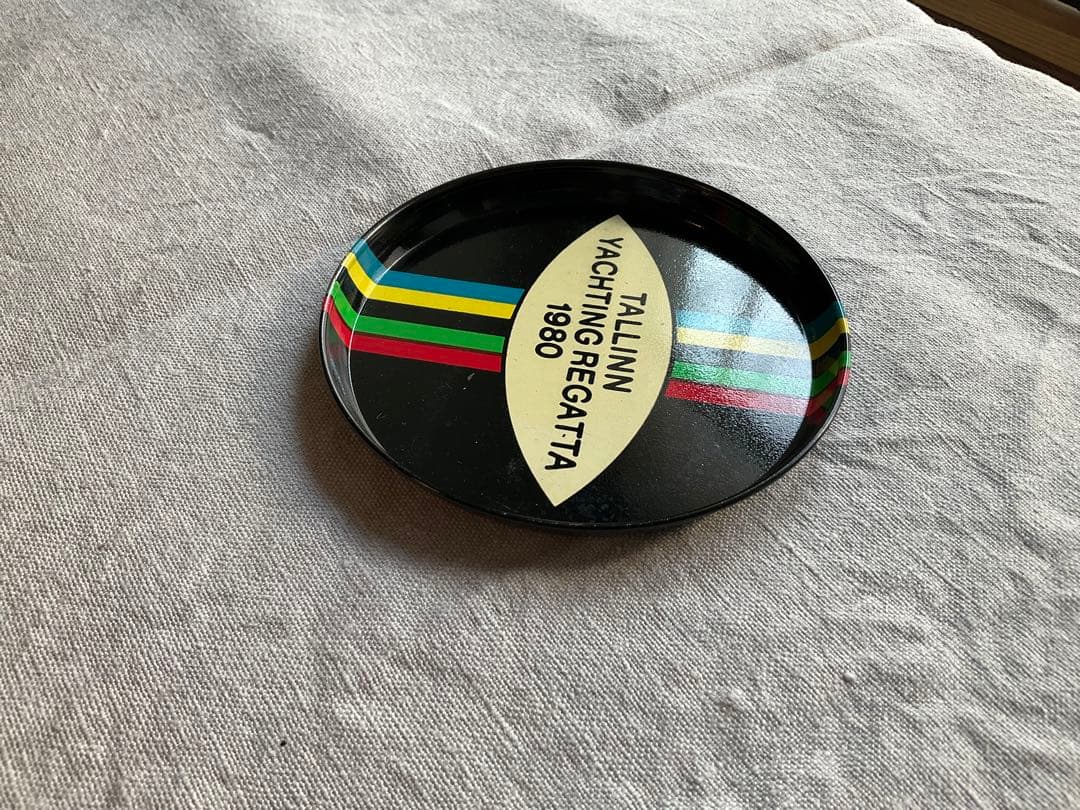 TALLINN
YACHTING REGATTA
1980